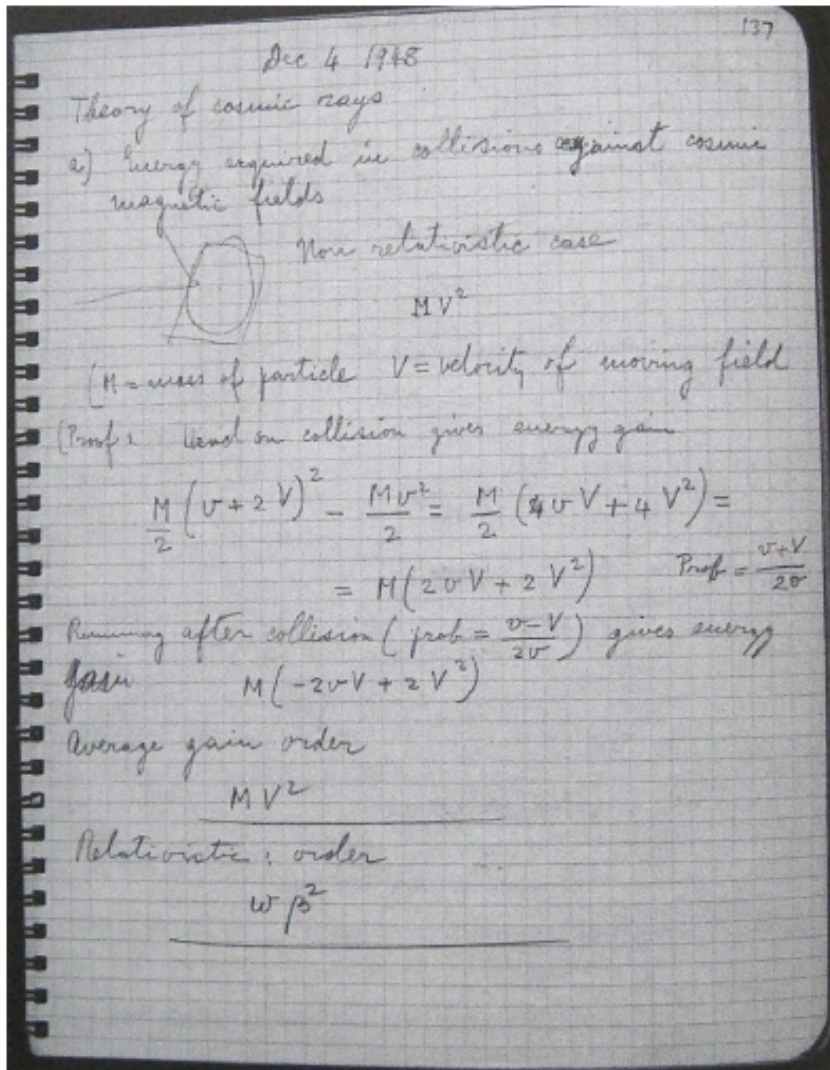 137
Dec 4 1948
Theory of cosmic rays
a) Energy acquired in collisions against cosmic
magnetic fields
Non relativistic case
MV²
(M = mass of particle V = velocity of moving field
(Proof: Head on collision gives energy gain
M/2 (v + 2V)² - Mv²/2 = M/2 (4vV + 4V²) =
= M(2vV + 2V²) Prob = v+V/2v
Running after collision (prob = v-V/2v) gives energy
gain M(-2vV + 2V²)
Average gain order
MV²
Relativistic: order
wβ²